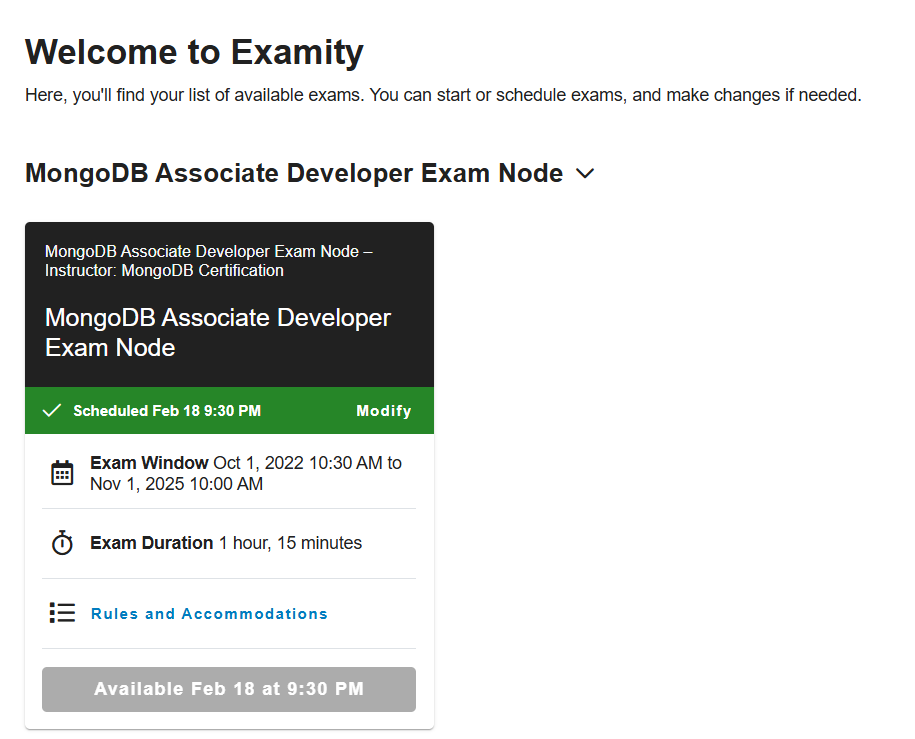 Welcome to Examity
Here, you'll find your list of available exams. You can start or schedule exams, and make changes if needed.
MongoDB Associate Developer Exam Node
MongoDB Associate Developer Exam Node –
Instructor: MongoDB Certification
MongoDB Associate Developer
Exam Node
Scheduled Feb 18 9:30 PM Modify
Exam Window Oct 1, 2022 10:30 AM to
Nov 1, 2025 10:00 AM
Exam Duration 1 hour, 15 minutes
Rules and Accommodations
Available Feb 18 at 9:30 PM